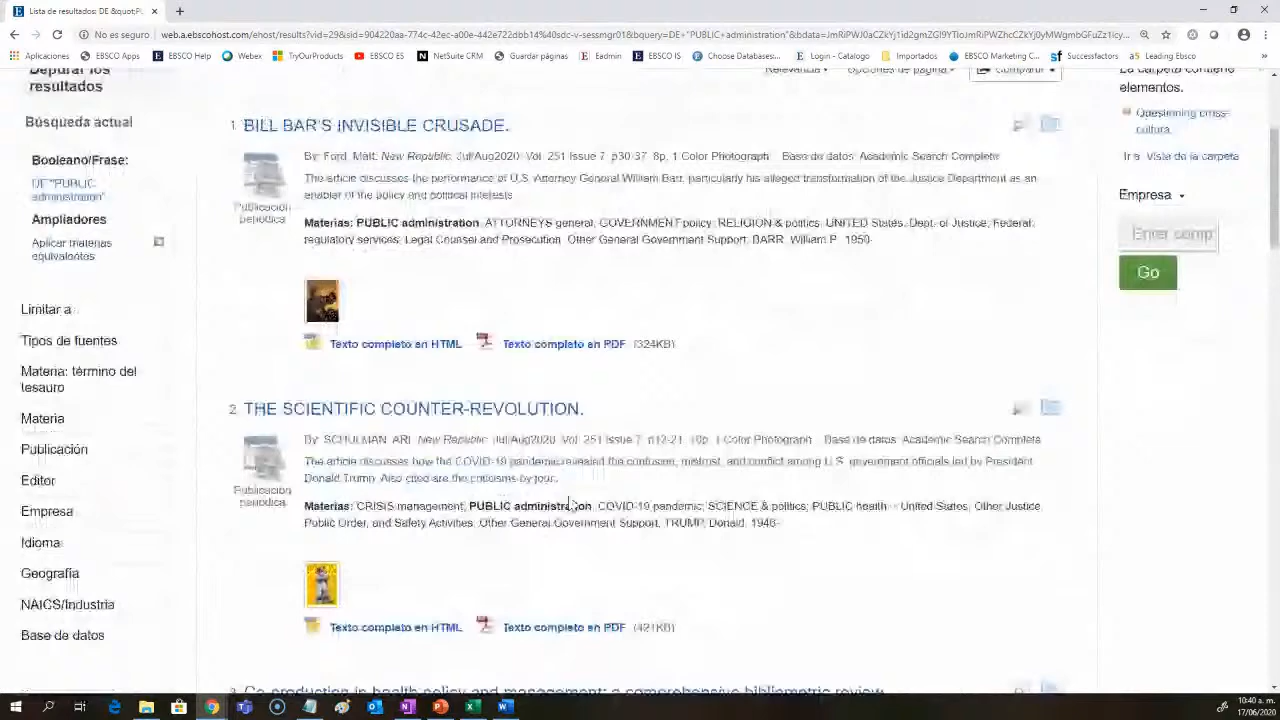 Lista de resultados: DE &quot;P
No es seguro
web.a.ebscohost.com/ehost/results?vid=29&sid=904220aa-774c-42ec-a00e-442e722dbb14%40sdc-v-sessmgr01&bquery=DE+"PUBLIC+administration"
Aplicaciones
EBSCO Apps
EBSCO Help
Webex
TryOurProducts
EBSCO ES
NetSuite CRM
Guardar páginas
Eadmin
EBSCO IS
Choose Databases...
Login - Catalogo
Importados
EBSCO Marketing C...
Successfactors
Leading Ebsco
Depurar los
resultados
Relevancia
Opciones de página
Compartir
La carpeta contiene
elementos.
Questioning cross-
cultura..
Ir a: Vista de la carpeta
Búsqueda actual
Booleano/Frase:
DE "PUBLIC
administration"
Ampliadores
Aplicar materias
equivalentes
1. BILL BAR'S INVISIBLE CRUSADE.
By: Ford, Matt. New Republic. Jul/Aug2020, Vol. 251 Issue 7, p30-37. 8p. 1 Color Photograph. Base de datos: Academic Search Complete
The article discusses the performance of U.S. Attorney General William Barr, particularly his alleged transformation of the Justice Department as an
enabler of the policy and political interests
Publicación
periódica
Materias: PUBLIC administration; ATTORNEYS general; GOVERNMENT policy; RELIGION & politics; UNITED States. Dept. of Justice; Federal
regulatory services; Legal Counsel and Prosecution; Other General Government Support; BARR, William P., 1950-
Texto completo en HTML
Texto completo en PDF (324KB)
Empresa
Enter comp
Go
Limitar a
Tipos de fuentes
Materia: término del
tesauro
Materia
Publicación
Editor
Empresa
Idioma
Geografía
NAICS/Industria
Base de datos
2. THE SCIENTIFIC COUNTER-REVOLUTION.
By: SCHULMAN, ARI. New Republic. Jul/Aug2020, Vol. 251 Issue 7, p12-21. 10p. 1 Color Photograph. Base de datos: Academic Search Complete
The article discusses how the COVID-19 pandemic revealed the confusion, mistrust, and conflict among U.S. government officials led by President
Donald Trump. Also cited are the criticisms by jour..
Publicación
periódica
Materias: CRISIS management; PUBLIC administration; COVID-19 pandemic; SCIENCE & politics; PUBLIC health -- United States; Other Justice,
Public Order, and Safety Activities; Other General Government Support; TRUMP, Donald, 1946-
Texto completo en HTML
Texto completo en PDF (421KB)
3. Co-production in health policy and management: a comprehensive bibliometric review.
10:40 a. m.
17/06/2020